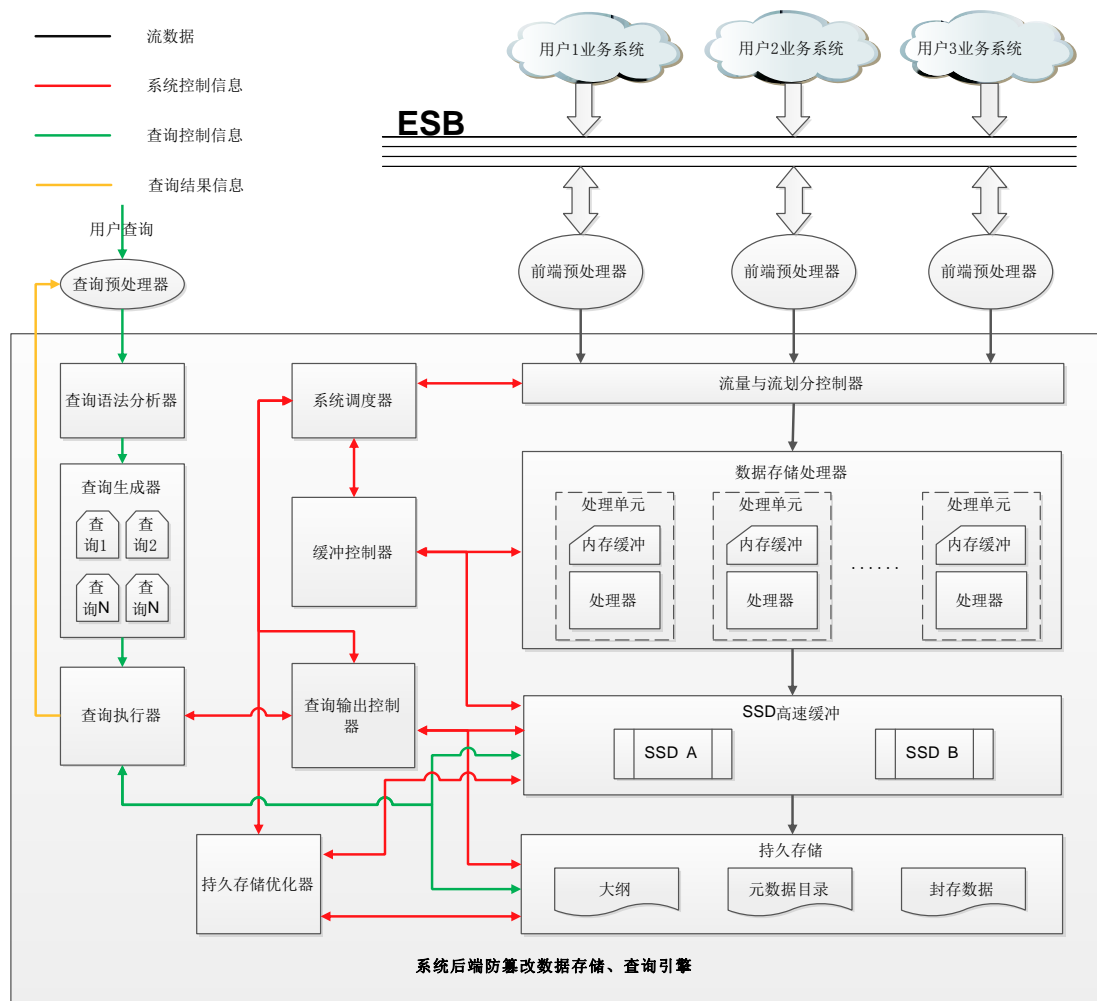 流数据
系统控制信息
查询控制信息
查询结果信息
用户1业务系统
用户2业务系统
用户3业务系统
ESB
用户查询
查询预处理器
前端预处理器
前端预处理器
前端预处理器
查询语法分析器
系统调度器
流量与流划分控制器
查询生成器
查
询1
查
询2
查
询N
查
询N
缓冲控制器
数据存储处理器
处理单元
内存缓冲
处理器
处理单元
内存缓冲
处理器
......
处理单元
内存缓冲
处理器
查询执行器
查询输出控制
器
SSD高速缓冲
SSD A
SSD B
持久存储优化器
持久存储
大纲
元数据目录
封存数据
系统后端防篡改数据存储、查询引擎